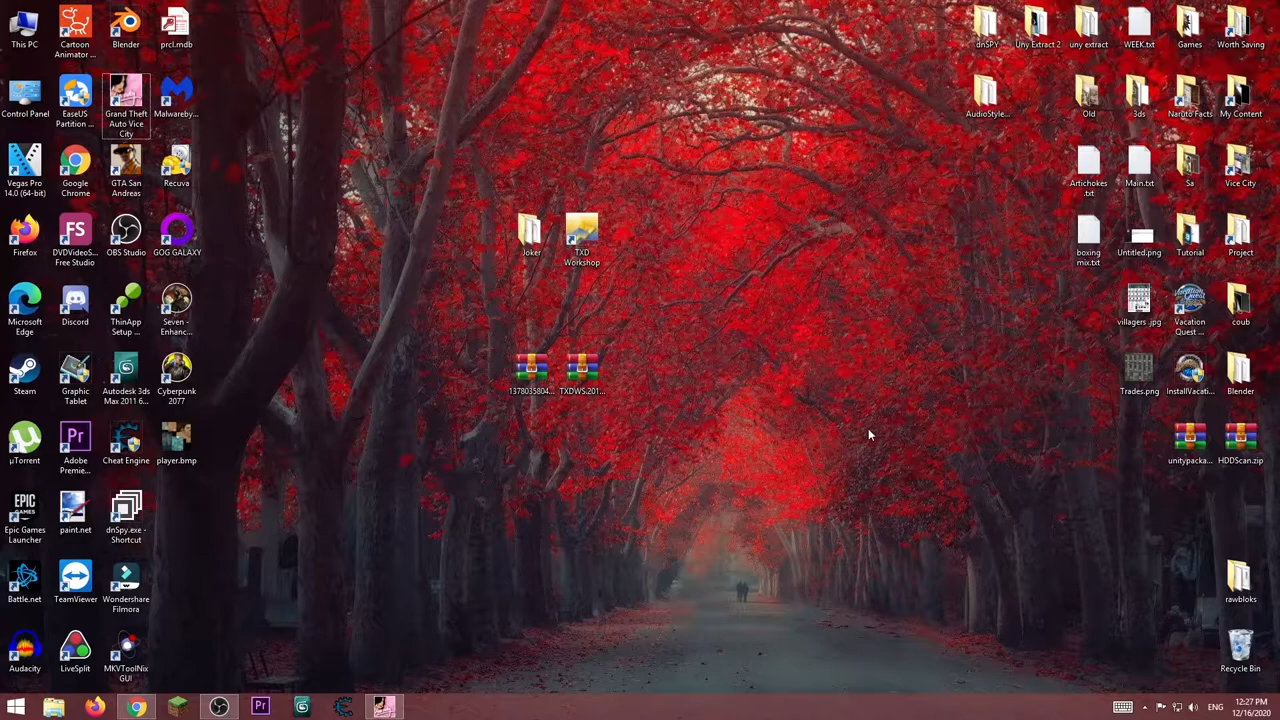 This PC
Cartoon
Animator ...
Blender
prcl.mdb
Control Panel
EaseUS
Partition ...
Grand Theft
Auto Vice
City
Malwareby...
Vegas Pro
14.0 (64-bit)
Google
Chrome
GTA San
Andreas
Recuva
Firefox
FS
DVDVideoS...
Free Studio
OBS Studio
GOG GALAXY
Microsoft
Edge
Discord
ThinApp
Setup ...
Seven -
Enhanc...
Steam
Graphic
Tablet
Autodesk 3ds
Max 2011 6...
Cyberpunk
2077
µTorrent
Pr
Adobe
Premie...
Cheat Engine
player.bmp
EPIC
GAMES
Epic Games
Launcher
paint.net
dnSpy.exe -
Shortcut
Battle.net
TeamViewer
Wondershare
Filmora
Audacity
LiveSplit
MKVToolNix
GUI
Joker
TXD
Workshop
1378035804...
TXDWS.201...
dnSPY
Uny Extract 2
uny extract
WEEK.txt
Games
Worth Saving
AudioStyle...
Old
3ds
Naruto Facts
My Content
Artichokes
.txt
Main.txt
Sa
Vice City
boxing
mix.txt
Untitled.png
Tutorial
Project
villagers .jpg
Vacation
Quest ...
coub
Trades.png
InstallVacati...
Blender
unitypacka...
HDDScan.zip
rawbloks
Recycle Bin
Pr
ENG
12:27 PM
12/16/2020